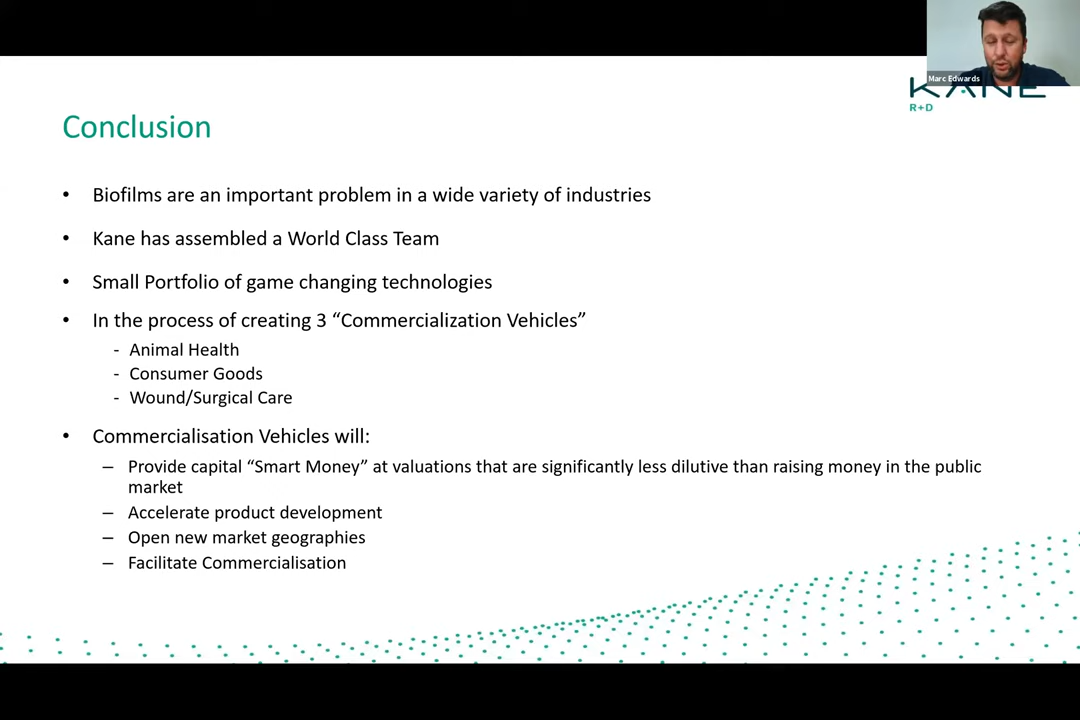 Marc Edwards
KANE
R+D
Conclusion
• Biofilms are an important problem in a wide variety of industries
• Kane has assembled a World Class Team
• Small Portfolio of game changing technologies
• In the process of creating 3 “Commercialization Vehicles”
- Animal Health
- Consumer Goods
- Wound/Surgical Care
• Commercialisation Vehicles will:
– Provide capital “Smart Money” at valuations that are significantly less dilutive than raising money in the public
market
– Accelerate product development
– Open new market geographies
– Facilitate Commercialisation